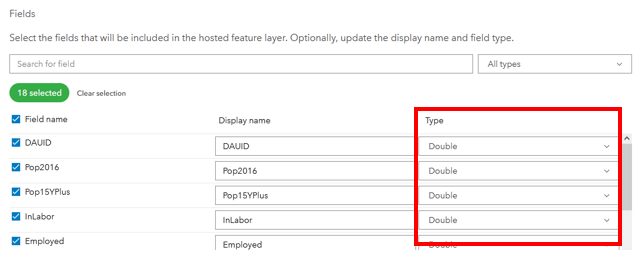 Fields
Select the fields that will be included in the hosted feature layer. Optionally, update the display name and field type.
Search for field All types
18 selected Clear selection
Field name Display name Type
DAUID DAUID Double
Pop2016 Pop2016 Double
Pop15YPlus Pop15YPlus Double
InLabor InLabor Double
Employed Employed Double